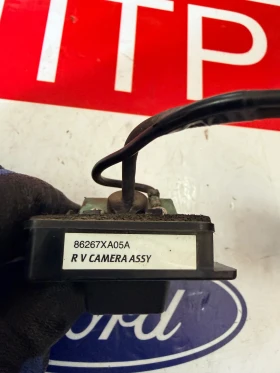 ITP
86267XA05A
R V CAMERA ASSY
Ford